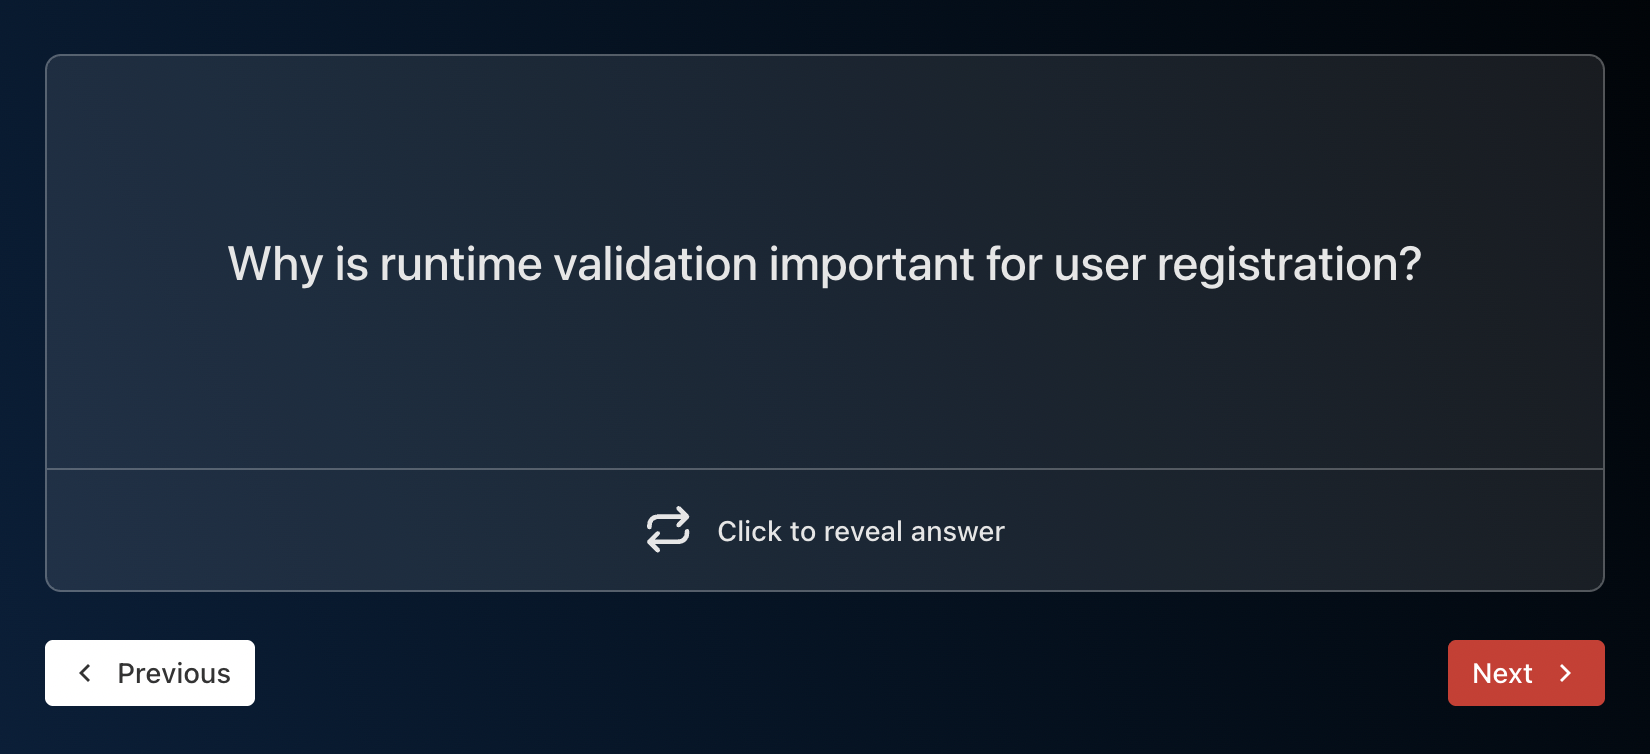 Why is runtime validation important for user registration?
Click to reveal answer
Previous
Next